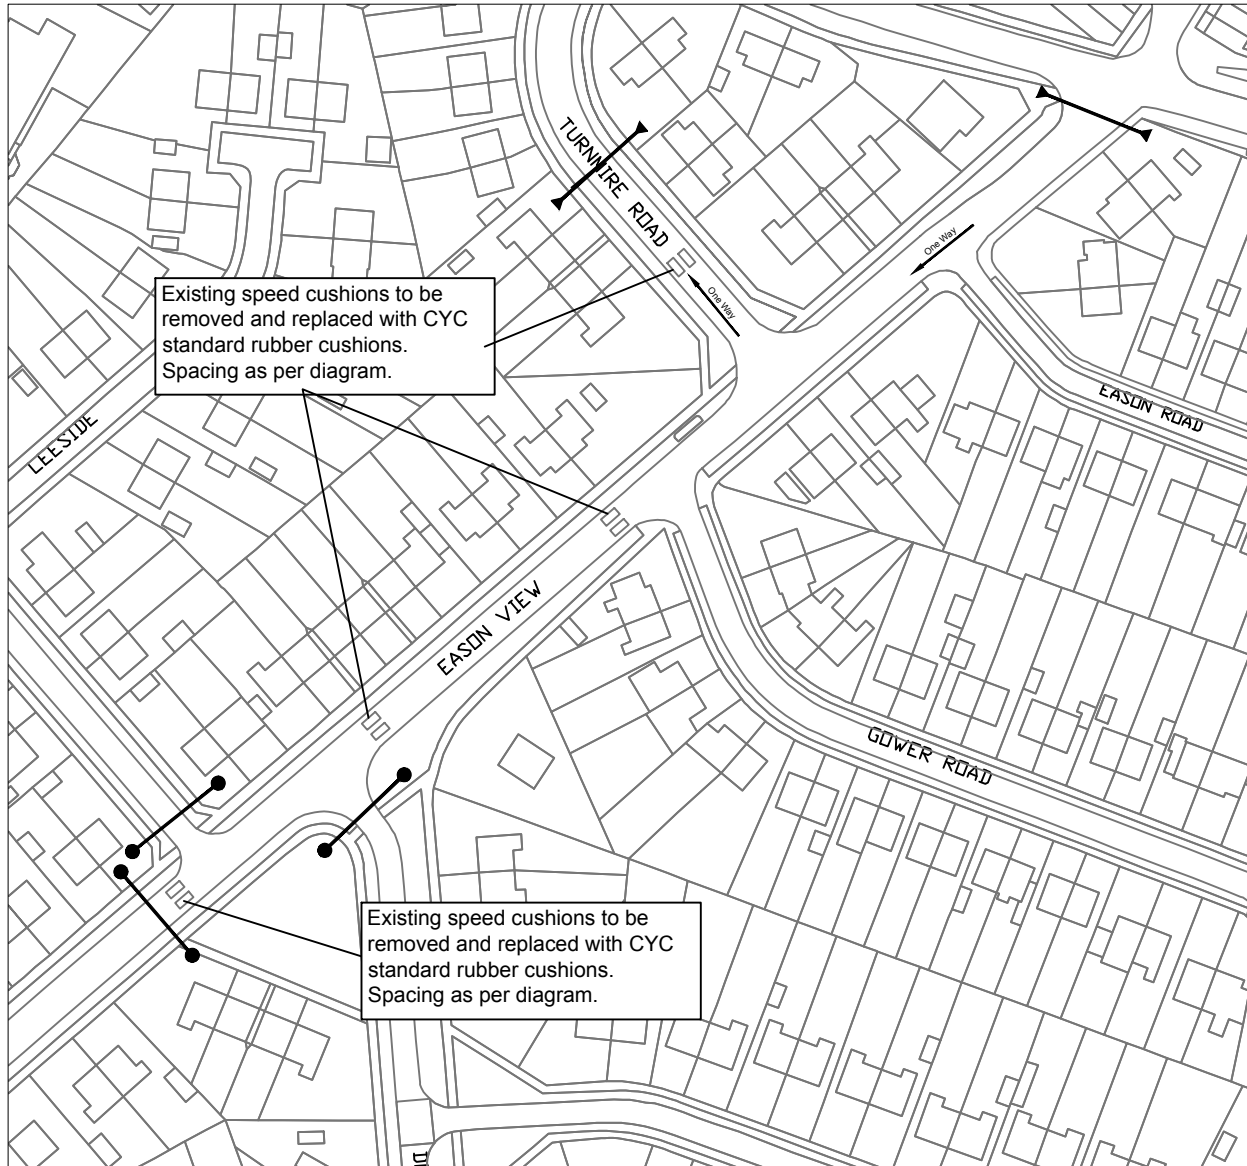 TURNMIRE ROAD
One Way
One Way
Existing speed cushions to be
removed and replaced with CYC
standard rubber cushions.
Spacing as per diagram.
LEESIDE
EASON ROAD
EASON VIEW
GOWER ROAD
Existing speed cushions to be
removed and replaced with CYC
standard rubber cushions.
Spacing as per diagram.